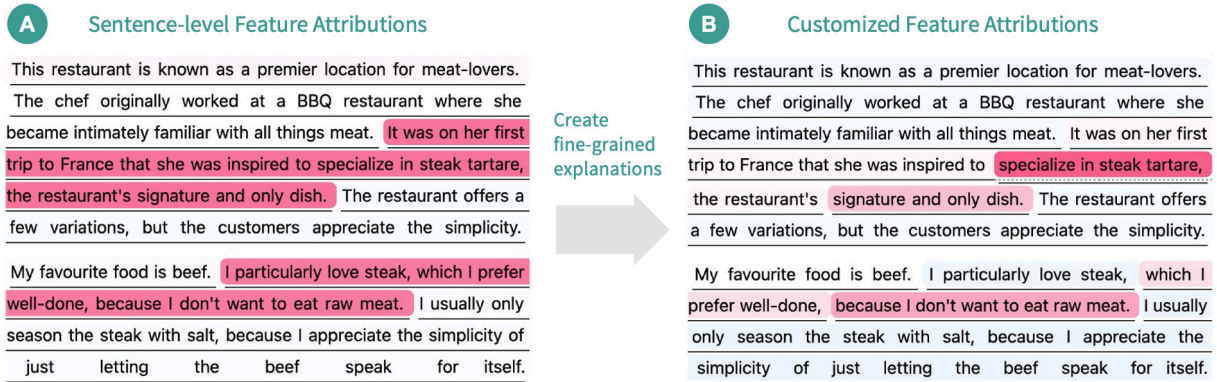 A Sentence-level Feature Attributions
This restaurant is known as a premier location for meat-lovers.
The chef originally worked at a BBQ restaurant where she
became intimately familiar with all things meat. It was on her first
trip to France that she was inspired to specialize in steak tartare,
the restaurant's signature and only dish. The restaurant offers a
few variations, but the customers appreciate the simplicity.
My favourite food is beef. I particularly love steak, which I prefer
well-done, because I don't want to eat raw meat. I usually only
season the steak with salt, because I appreciate the simplicity of
just letting the beef speak for itself.
Create
fine-grained
explanations
B Customized Feature Attributions
This restaurant is known as a premier location for meat-lovers.
The chef originally worked at a BBQ restaurant where she
became intimately familiar with all things meat. It was on her first
trip to France that she was inspired to specialize in steak tartare,
the restaurant's signature and only dish. The restaurant offers
a few variations, but the customers appreciate the simplicity.
My favourite food is beef. I particularly love steak, which I
prefer well-done, because I don't want to eat raw meat. I usually
only season the steak with salt, because I appreciate the
simplicity of just letting the beef speak for itself.